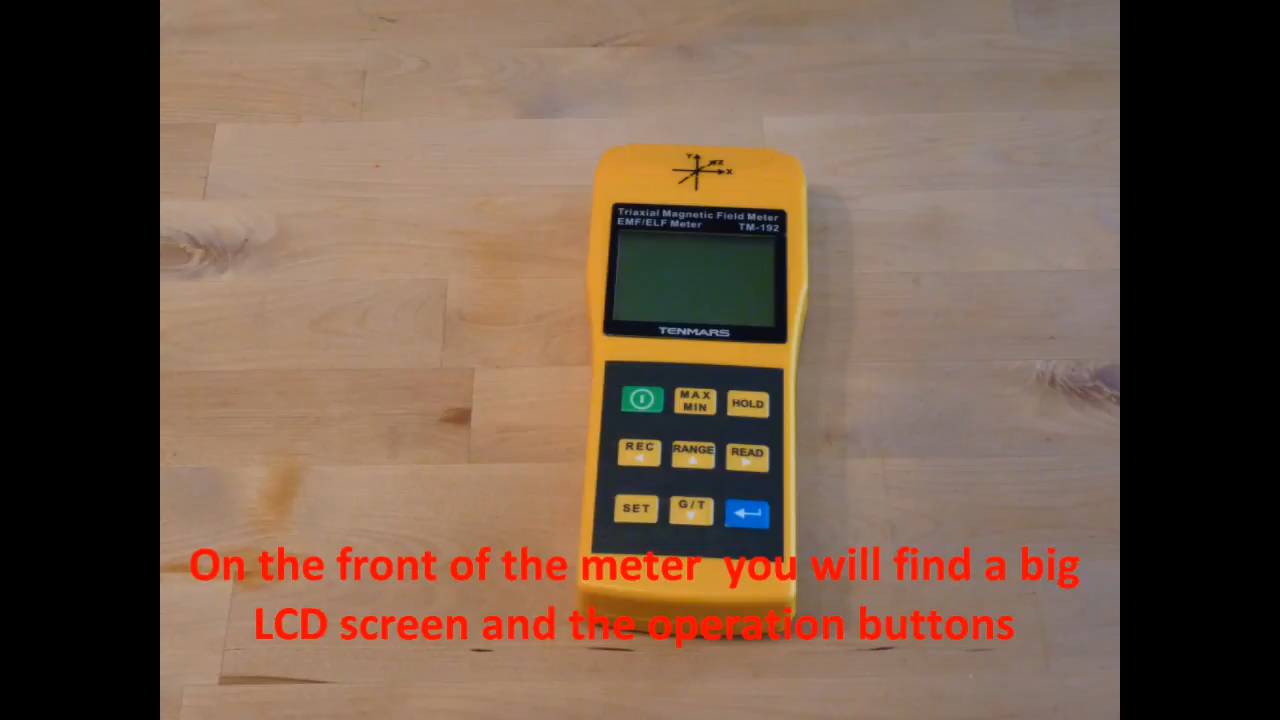 Y
Z
X
Triaxial Magnetic Field Meter
EMF/ELF Meter TM-192
TENMARS
MAX
MIN
HOLD
REC
RANGE
READ
SET
G/T
On the front of the meter you will find a big
LCD screen and the operation buttons